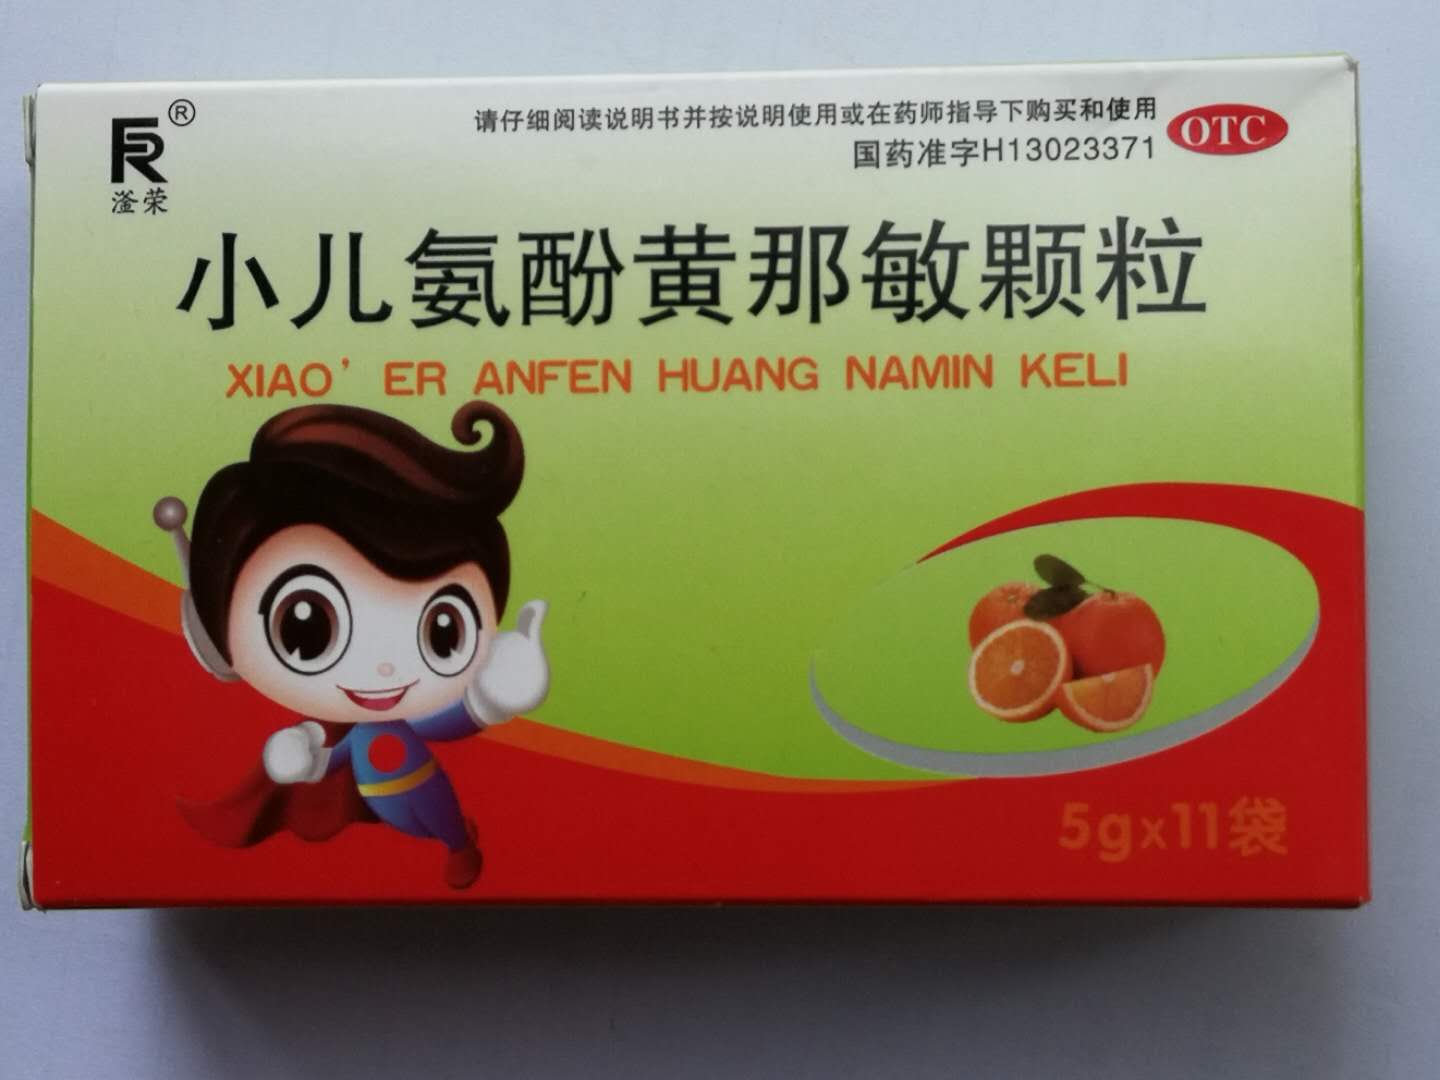 ®
FR
滏荣
请仔细阅读说明书并按说明使用或在药师指导下购买和使用
国药准字H13023371
OTC
小儿氨酚黄那敏颗粒
XIAO' ER ANFEN HUANG NAMIN KELI
5gx11袋